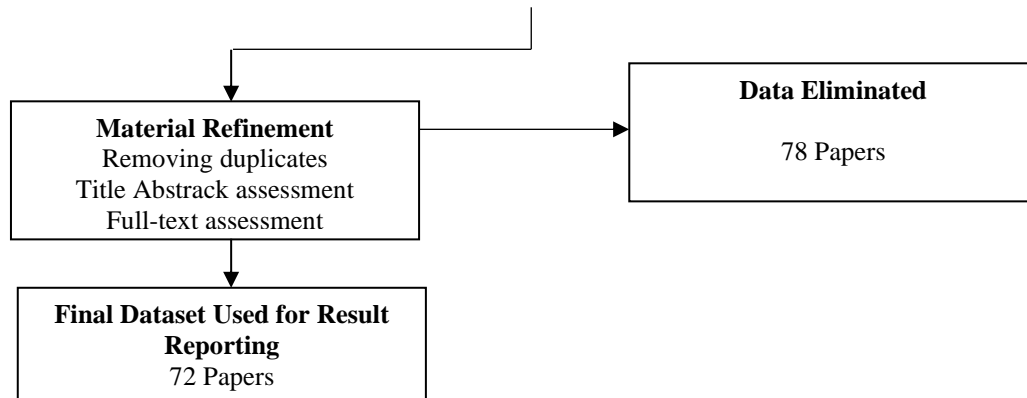 Material Refinement
Removing duplicates
Title Abstrack assessment
Full-text assessment
Data Eliminated
78 Papers
Final Dataset Used for Result
Reporting
72 Papers